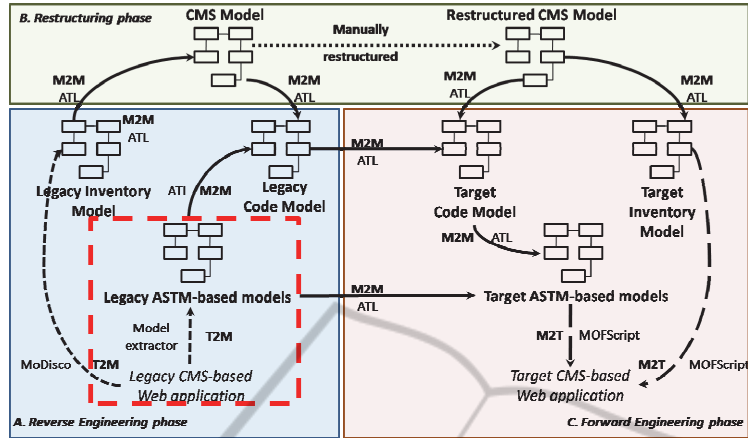 B. Restructuring phase
CMS Model
Restructured CMS Model
Manually
restructured
M2M
ATL
M2M
ATL
M2M
ATL
M2M
ATL
M2M
ATL
M2M
ATL
Legacy Inventory
Model
ATL
M2M
Legacy
Code Model
Target
Code Model
Target
Inventory
Model
M2M
ATL
Legacy ASTM-based models
M2M
ATL
Target ASTM-based models
Model
extractor
T2M
M2T
MOFScript
MoDisco
T2M
Legacy CMS-based
Web application
Target CMS-based
Web application
M2T
MOFScript
A. Reverse Engineering phase
C. Forward Engineering phase